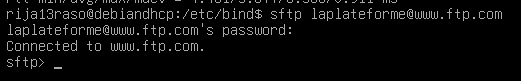 rija13raso@debiandhcp:/etc/bind$ sftp laplateforme@www.ftp.com
laplateforme@www.ftp.com's password:
Connected to www.ftp.com.
sftp> _